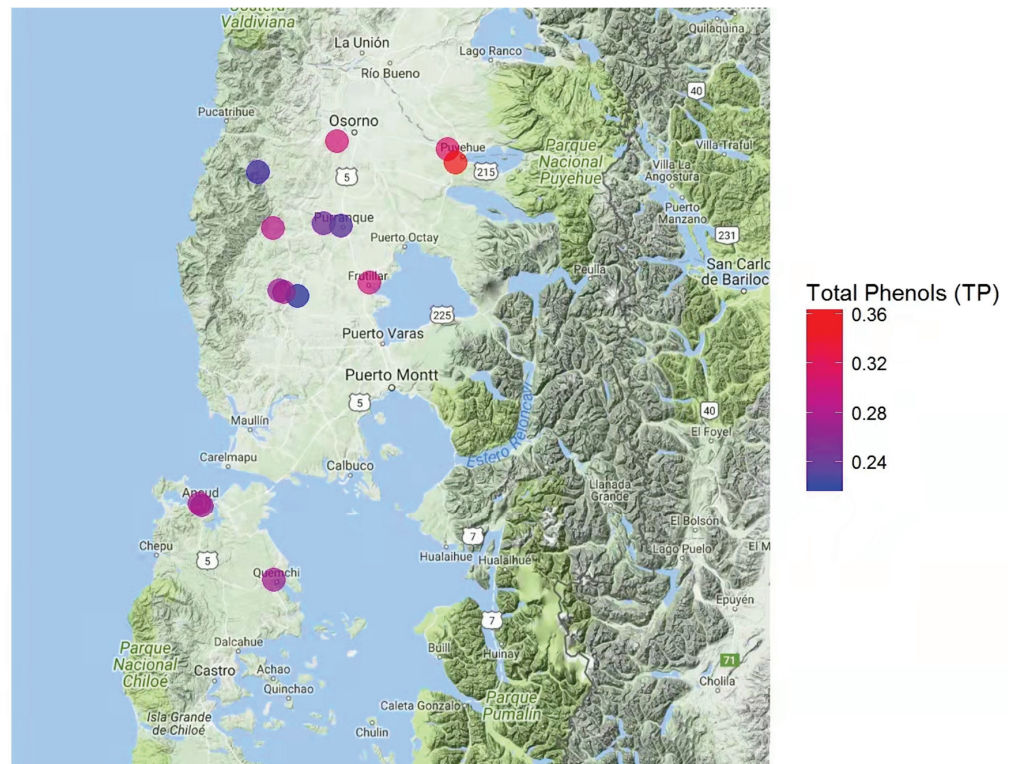 Cordillera
Valdiviana
Quilaquina
La Unión
Lago Ranco
Río Bueno
40
Pucatrihue
Osorno
Puyehue
Parque
Nacional
Puyehue
Villa Traful
Villa La
Angostura
215
5
Puerto
Manzano
Purranque
Puerto Octay
231
Peulla
San Carlo
de Bariloc
Frutillar
225
Puerto Varas
Puerto Montt
5
40
Maullín
El Foyel
Carelmapu
Calbuco
Estero Reloncaví
Llanada
Grande
Ancud
El Bolsón
7
Chepu
5
Hualaihue
Hualaihué
Lago Puelo
El M
Quemchi
Epuyén
7
Dalcahue
Buill
Huinay
71
Parque
Nacional
Chiloé
Castro
Achao
Quinchao
Cholila
Caleta Gonzalo
Parque
Pumalín
Isla Grande
de Chiloé
Chulin
Total Phenols (TP)
0.36
0.32
0.28
0.24